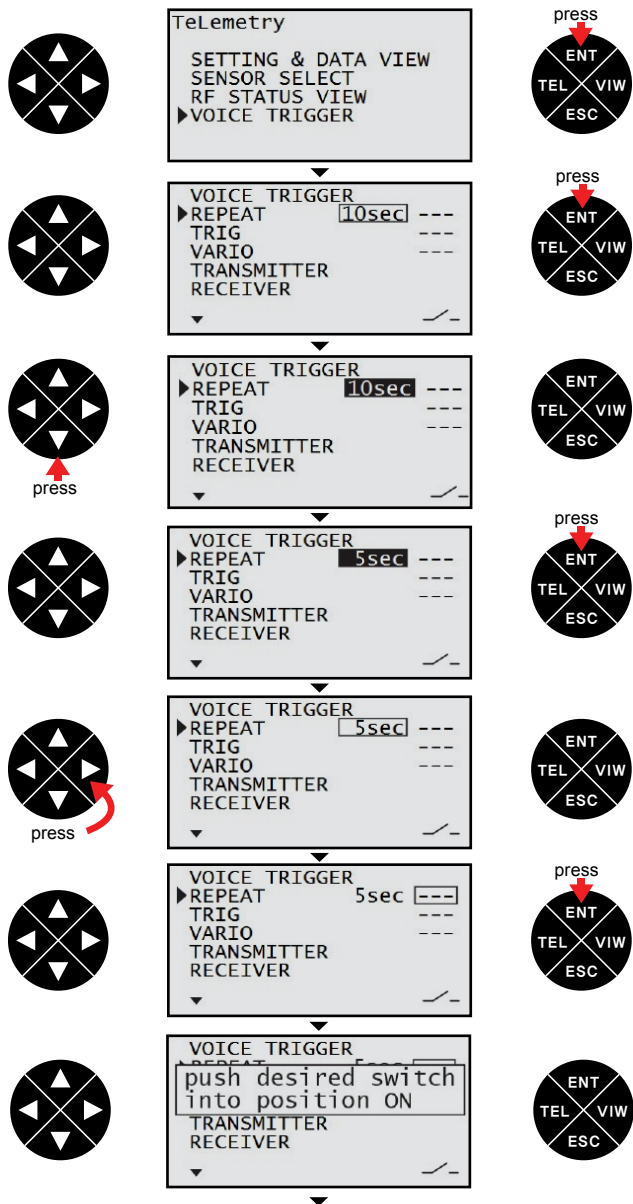 press
TeLemetry
SETTING & DATA VIEW
SENSOR SELECT
RF STATUS VIEW
VOICE TRIGGER
ENT
TEL VIW
ESC
press
VOICE TRIGGER
REPEAT 10sec ---
TRIG ---
VARIO ---
TRANSMITTER
RECEIVER
ENT
TEL VIW
ESC
VOICE TRIGGER
REPEAT 10sec ---
TRIG ---
VARIO ---
TRANSMITTER
RECEIVER
ENT
TEL VIW
ESC
press
press
VOICE TRIGGER
REPEAT 5sec ---
TRIG ---
VARIO ---
TRANSMITTER
RECEIVER
ENT
TEL VIW
ESC
VOICE TRIGGER
REPEAT 5sec ---
TRIG ---
VARIO ---
TRANSMITTER
RECEIVER
ENT
TEL VIW
ESC
press
press
VOICE TRIGGER
REPEAT 5sec ---
TRIG ---
VARIO ---
TRANSMITTER
RECEIVER
ENT
TEL VIW
ESC
VOICE TRIGGER
push desired switch
into position ON
TRANSMITTER
RECEIVER
ENT
TEL VIW
ESC